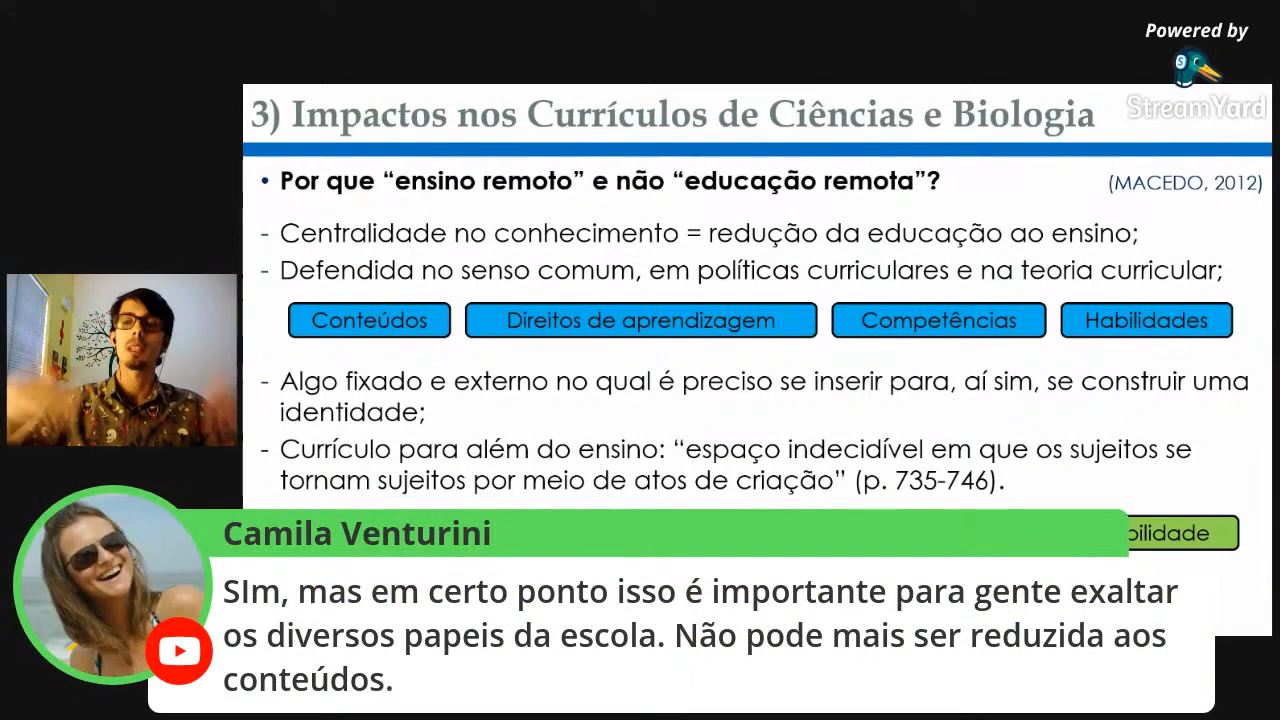 Powered by
StreamYard
3) Impactos nos Currículos de Ciências e Biologia
• Por que “ensino remoto” e não “educação remota”? (MACEDO, 2012)
- Centralidade no conhecimento = redução da educação ao ensino;
- Defendida no senso comum, em políticas curriculares e na teoria curricular;
Conteúdos Direitos de aprendizagem Competências Habilidades
- Algo fixado e externo no qual é preciso se inserir para, aí sim, se construir uma
identidade;
- Currículo para além do ensino: “espaço indecidível em que os sujeitos se
tornam sujeitos por meio de atos de criação” (p. 735-746).
Camila Venturini
SIm, mas em certo ponto isso é importante para gente exaltar
os diversos papeis da escola. Não pode mais ser reduzida aos
conteúdos.